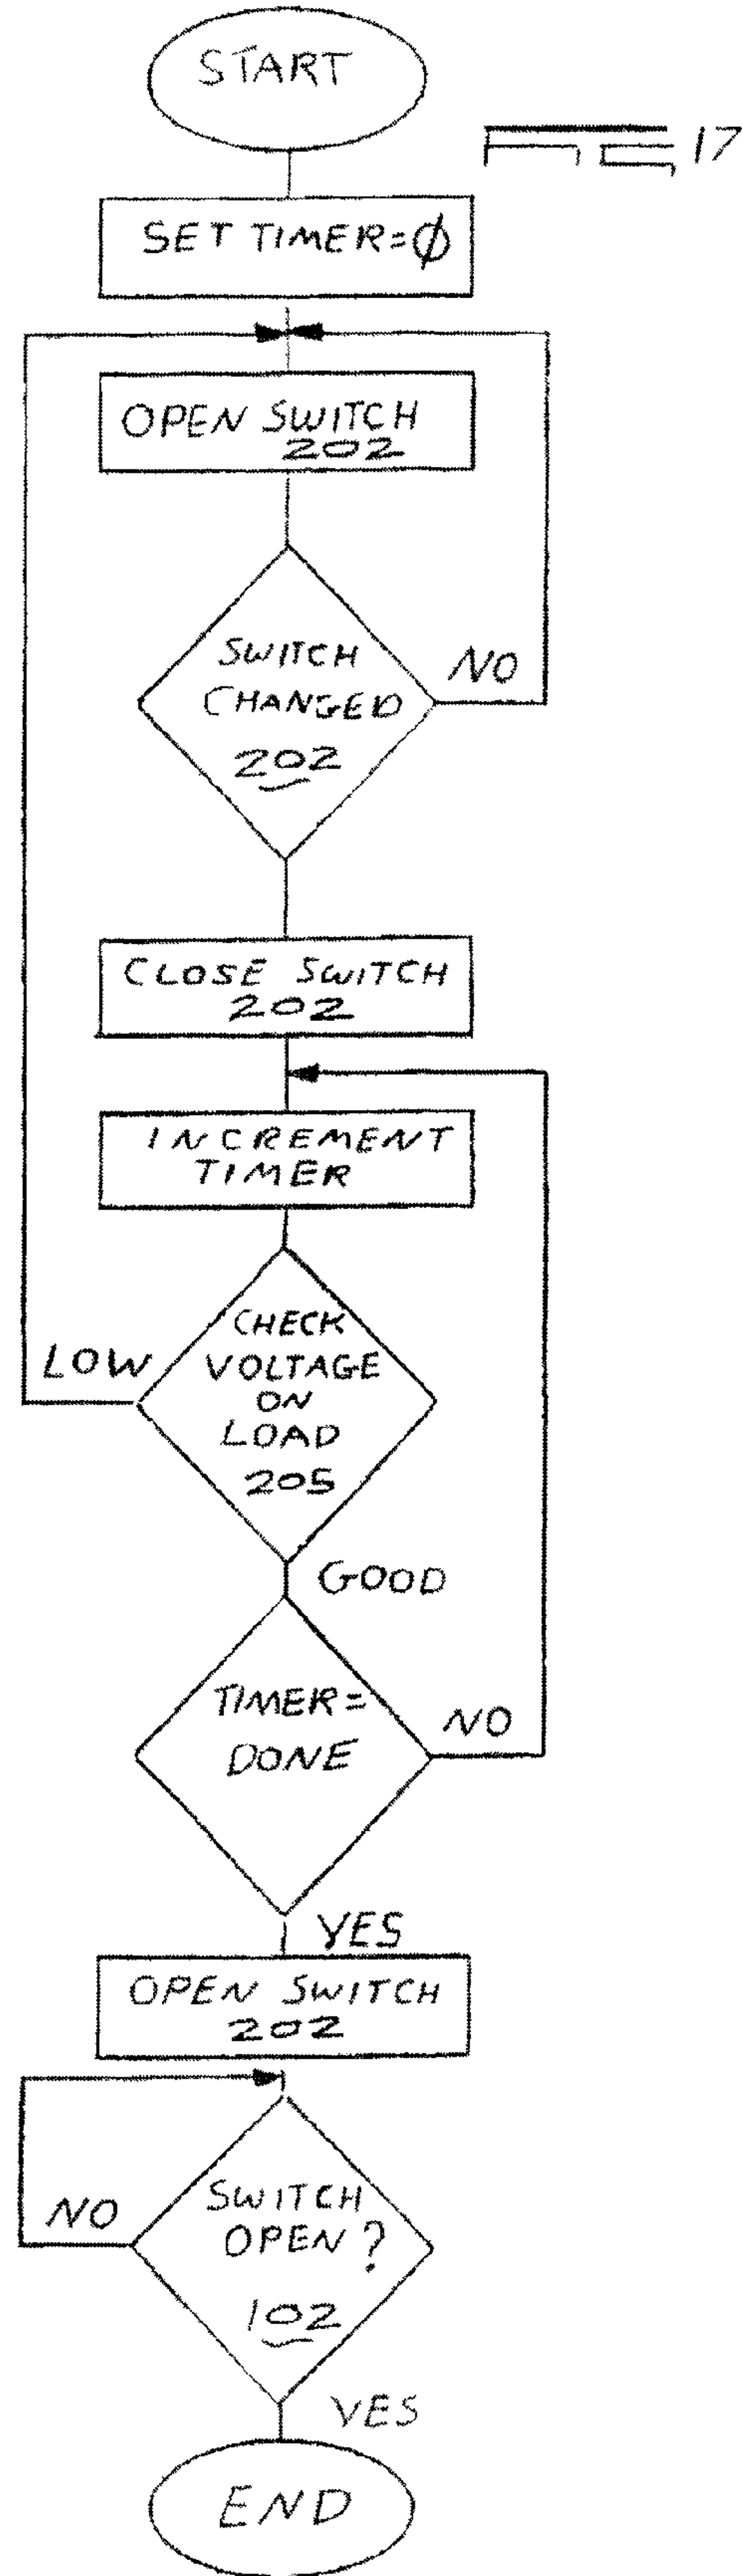 START
FIG 17
SET TIMER=Ø
OPEN SWITCH
202
SWITCH
CHANGED
202
NO
CLOSE SWITCH
202
INCREMENT
TIMER
CHECK
VOLTAGE
ON
LOAD
205
LOW
GOOD
TIMER=
DONE
NO
YES
OPEN SWITCH
202
SWITCH
OPEN?
102
NO
YES
END